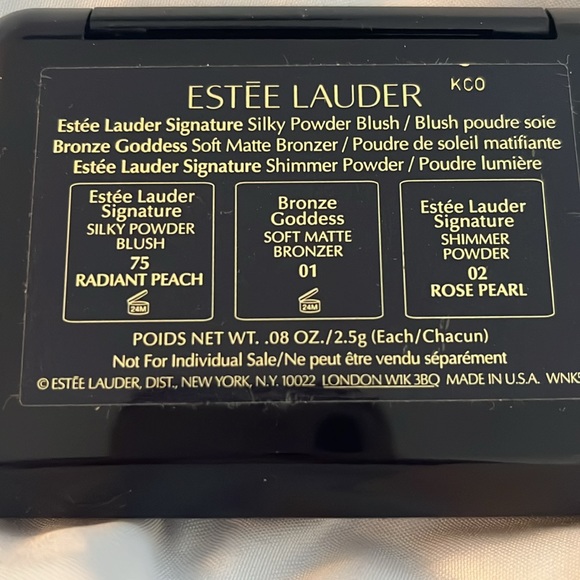 KCO
ESTĒE LAUDER
Estée Lauder Signature Silky Powder Blush / Blush poudre soie
Bronze Goddess Soft Matte Bronzer / Poudre de soleil matifiante
Estée Lauder Signature Shimmer Powder / Poudre lumière
Estée Lauder
Signature
SILKY POWDER
BLUSH
75
RADIANT PEACH
24M
Bronze
Goddess
SOFT MATTE
BRONZER
01
24M
Estée Lauder
Signature
SHIMMER
POWDER
02
ROSE PEARL
POIDS NET WT. .08 OZ./2.5g (Each/Chacun)
Not For Individual Sale/Ne peut être vendu séparément
© ESTĒE LAUDER, DIST., NEW YORK, N.Y. 10022 LONDON W1K 3BQ MADE IN U.S.A.